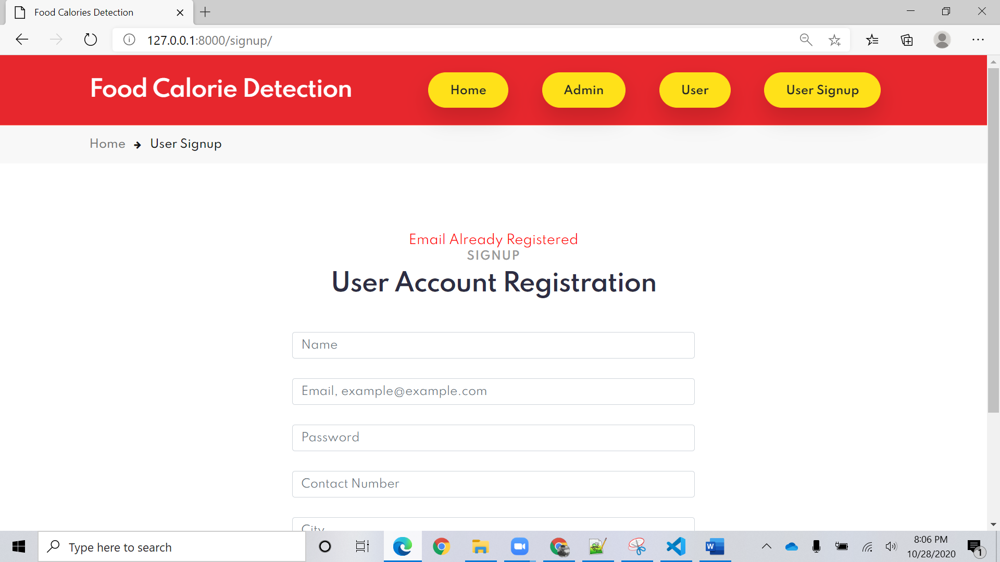 Food Calories Detection
127.0.0.1:8000/signup/
Food Calorie Detection
Home
Admin
User
User Signup
Home → User Signup
Email Already Registered
SIGNUP
User Account Registration
Name
Email, example@example.com
Password
Contact Number
City
Type here to search
8:06 PM
10/28/2020
1